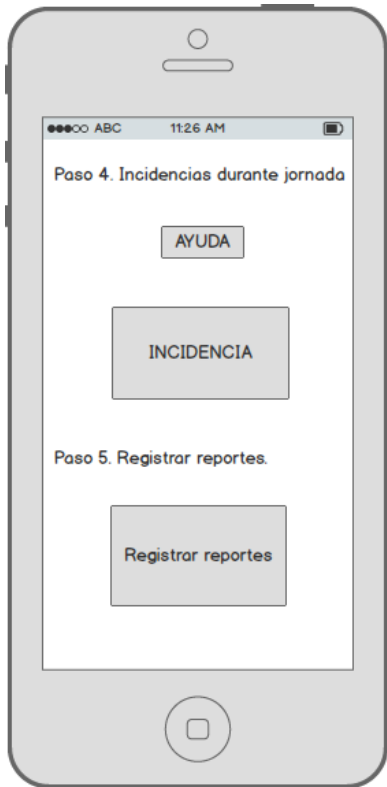 ABC 11:26 AM
Paso 4. Incidencias durante jornada
AYUDA
INCIDENCIA
Paso 5. Registrar reportes.
Registrar reportes